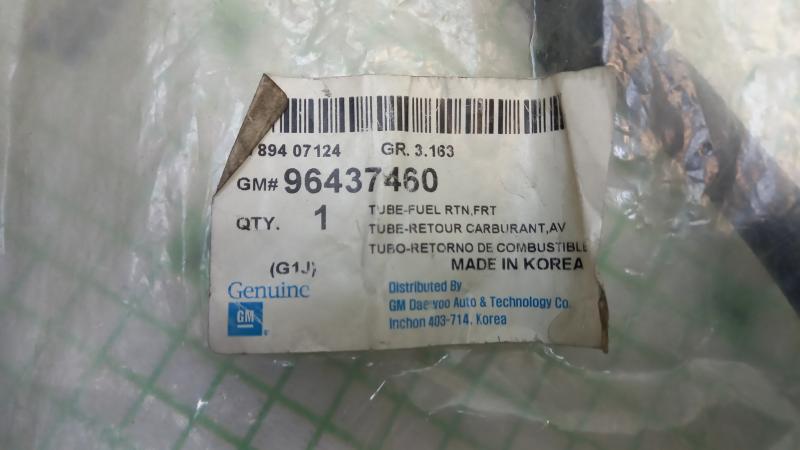 894 07124 GR. 3.163
GM# 96437460
QTY. 1
TUBE-FUEL RTN,FRT
TUBE-RETOUR CARBURANT,AV
TUBO-RETORNO DE COMBUSTIBLE
MADE IN KOREA
(G1J)
Genuine
GM
Distributed By
GM Daewoo Auto & Technology Co.
Inchon 403-714, Korea